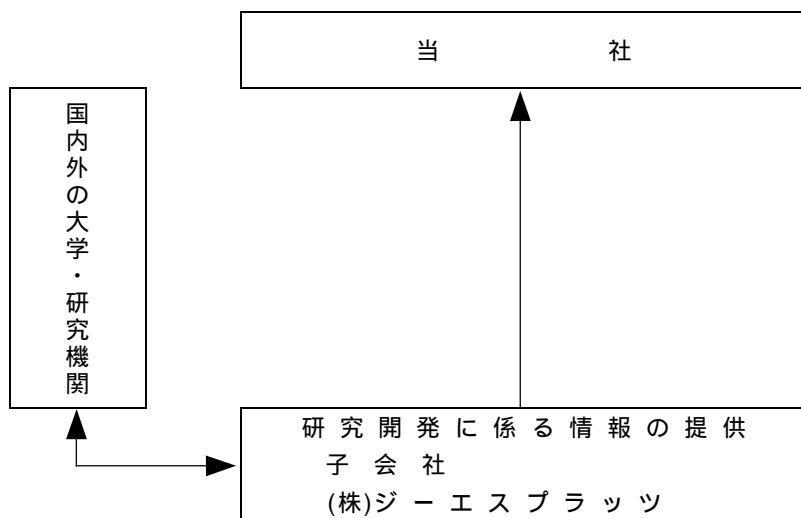 当社
国内外の大学・研究機関
研究開発に係る情報の提供
子会社
(株)ジーエスプラッツ